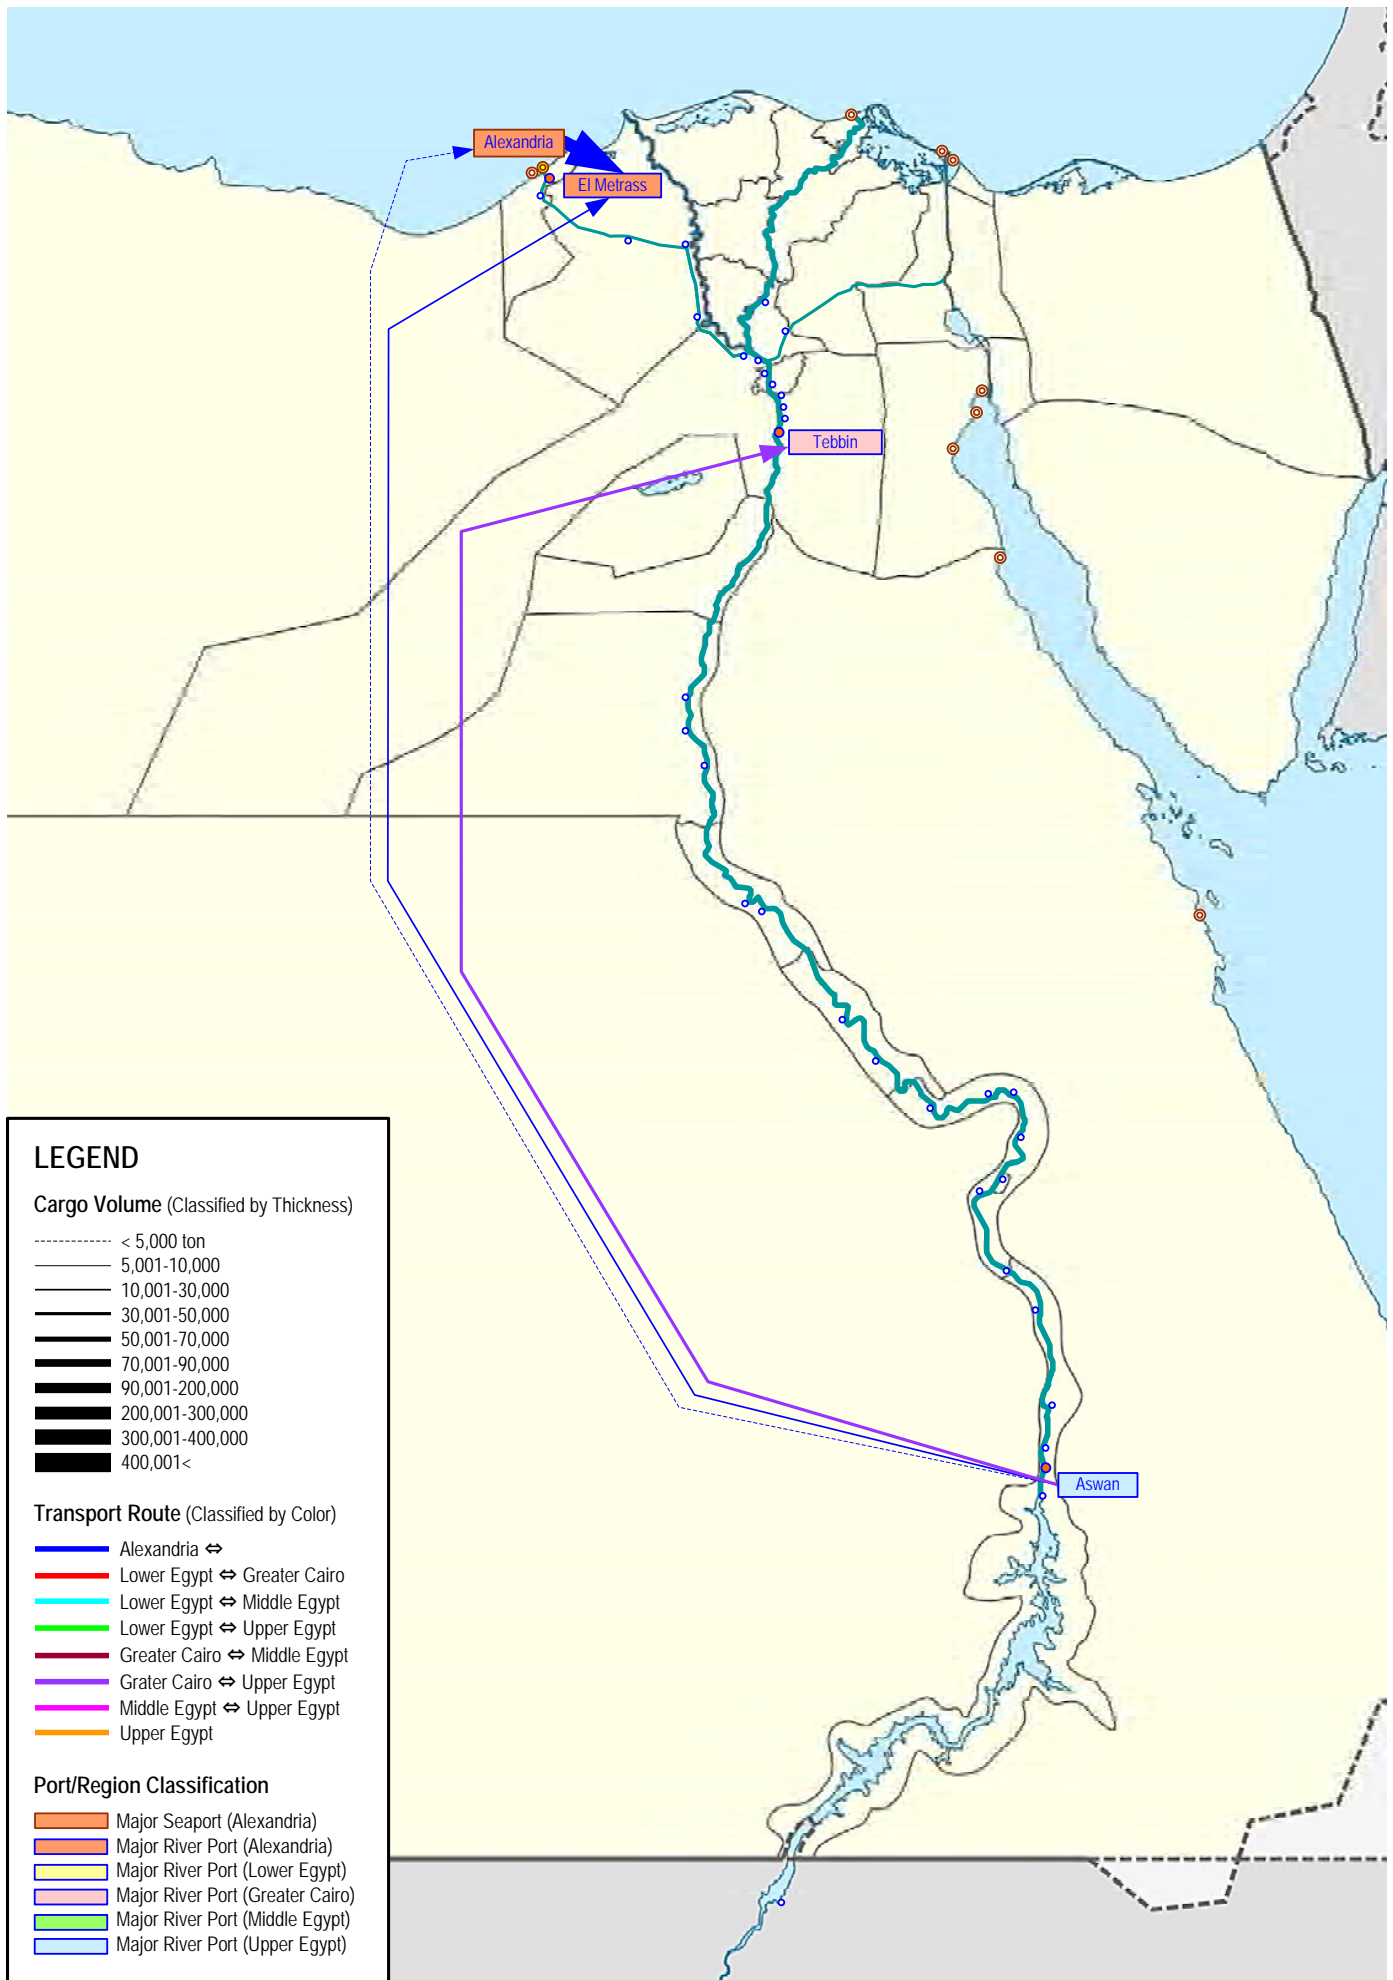 Alexandria
El Metrass
Tebbin
Aswan
LEGEND
Cargo Volume (Classified by Thickness)
< 5,000 ton
5,001-10,000
10,001-30,000
30,001-50,000
50,001-70,000
70,001-90,000
90,001-200,000
200,001-300,000
300,001-400,000
400,001<
Transport Route (Classified by Color)
Alexandria ⇔
Lower Egypt ⇔ Greater Cairo
Lower Egypt ⇔ Middle Egypt
Lower Egypt ⇔ Upper Egypt
Greater Cairo ⇔ Middle Egypt
Grater Cairo ⇔ Upper Egypt
Middle Egypt ⇔ Upper Egypt
Upper Egypt
Port/Region Classification
Major Seaport (Alexandria)
Major River Port (Alexandria)
Major River Port (Lower Egypt)
Major River Port (Greater Cairo)
Major River Port (Middle Egypt)
Major River Port (Upper Egypt)